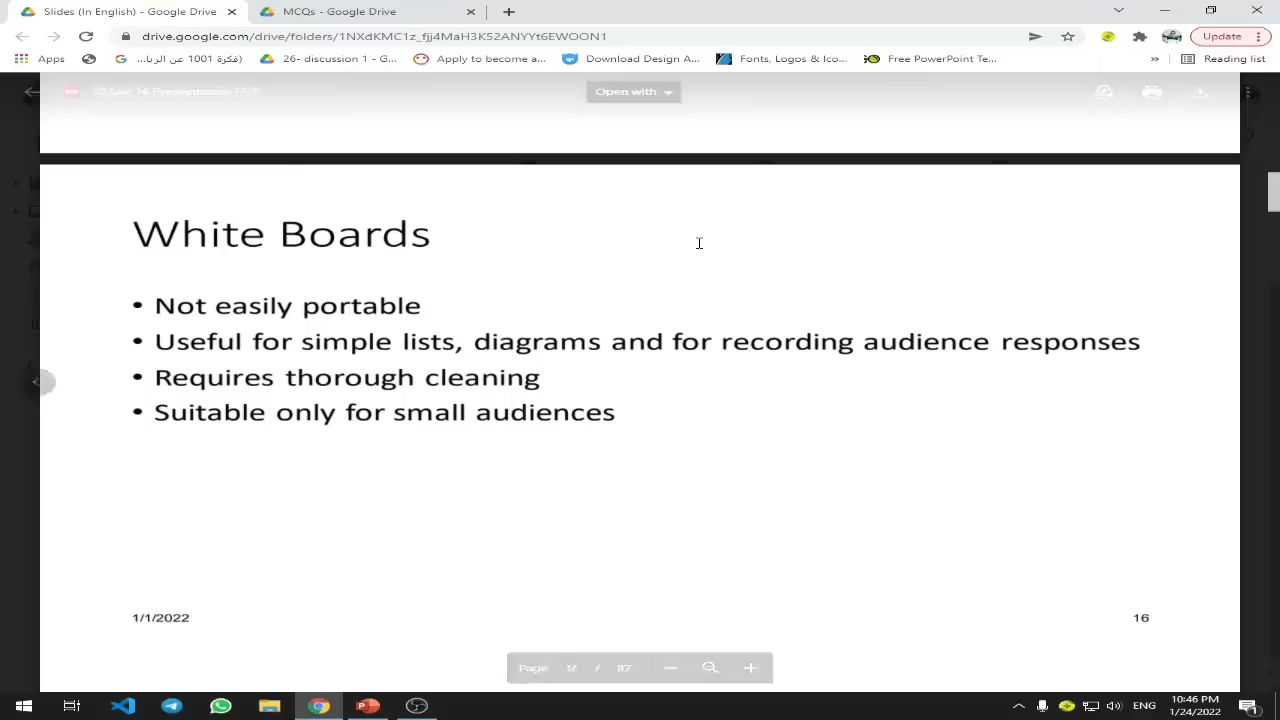 Slides (In English) - Google Drive
MCQs - Google Drive
drive.google.com/drive/folders/1NXdKMC1z_fjj4MaH3K52ANYYt6EWOON1
Update
Apps
فكرة 1001 عن الريا...
26- discussion 1 - G...
Apply to become a...
Download Design A...
Fonts, Logos & Ico...
Free PowerPoint Te...
Reading list
Open with
White Boards
• Not easily portable
• Useful for simple lists, diagrams and for recording audience responses
• Requires thorough cleaning
• Suitable only for small audiences
1/1/2022
16
Page / 87
ENG
10:46 PM
1/24/2022